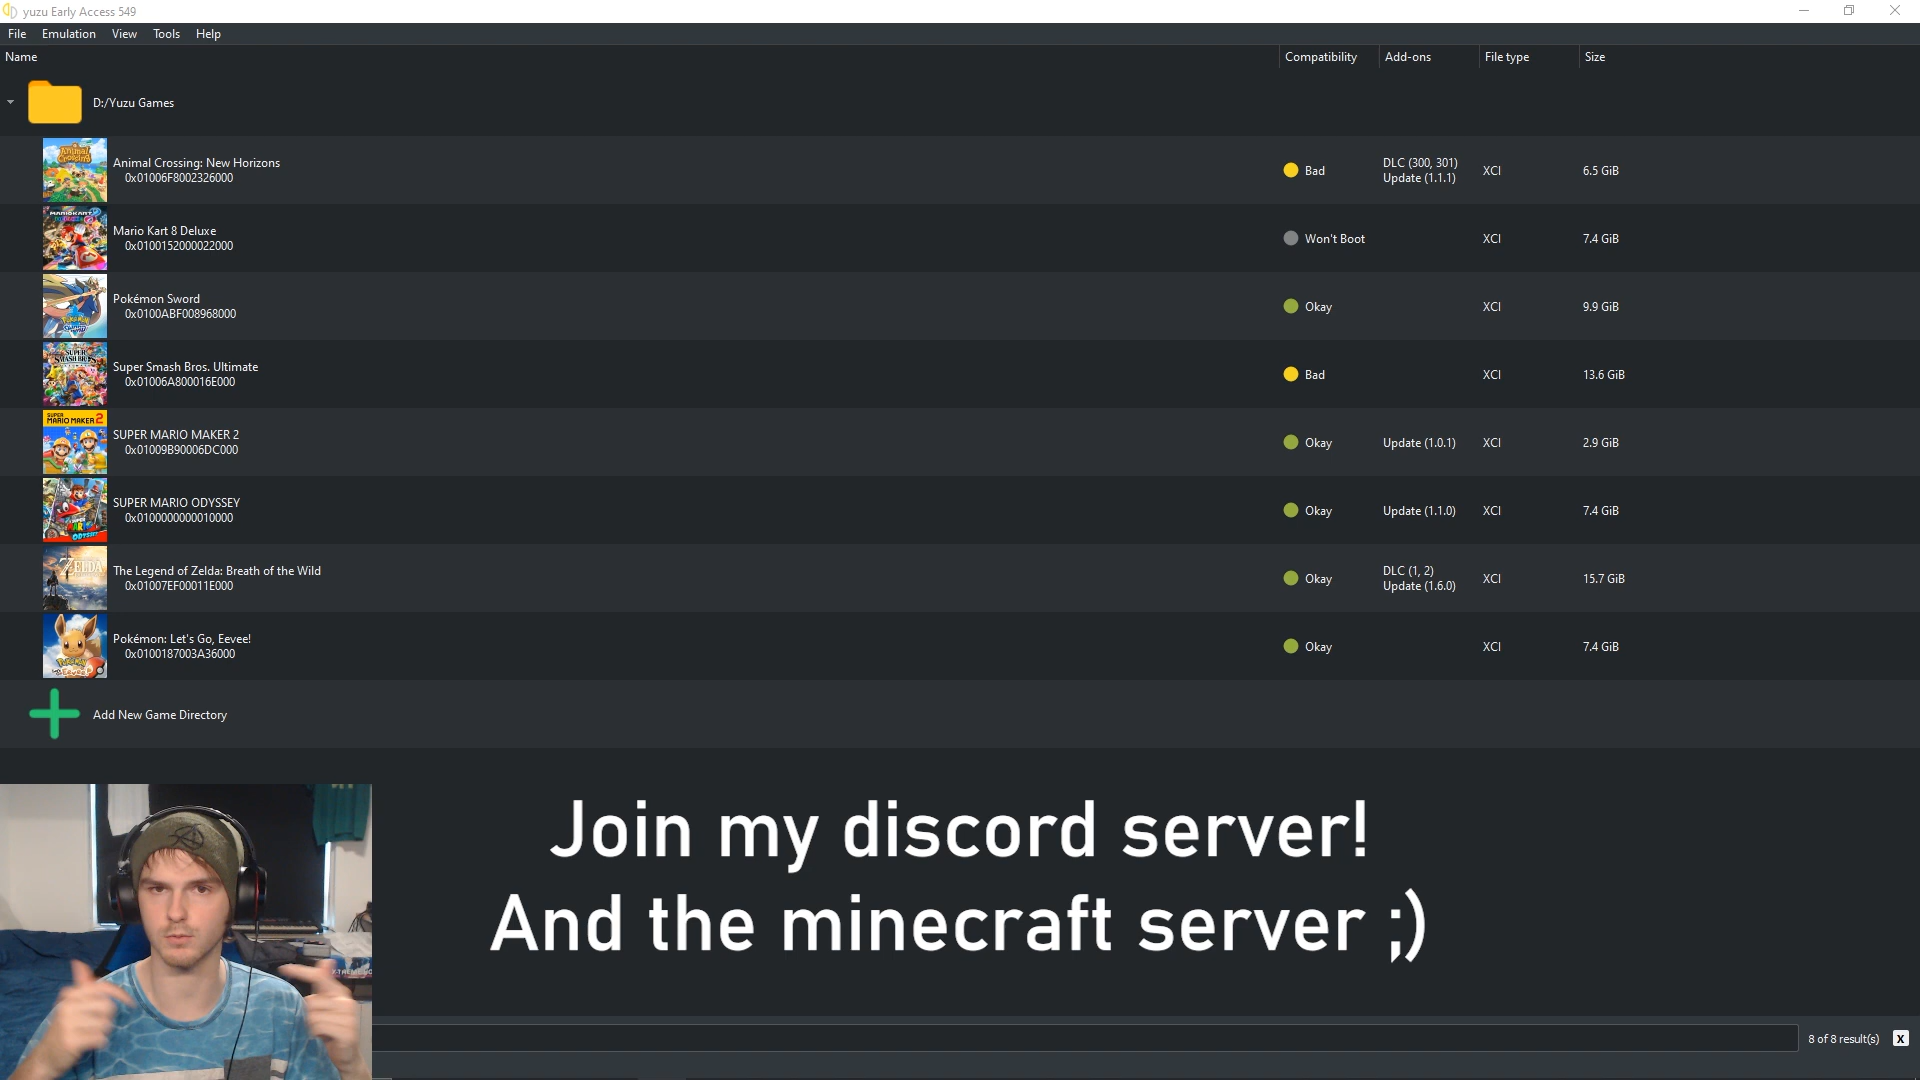 yuzu Early Access 549
File Emulation View Tools Help
Name Compatibility Add-ons File type Size
D:/Yuzu Games
Animal Crossing: New Horizons
0x01006F8002326000
Bad
DLC (300, 301)
Update (1.1.1)
XCI
6.5 GiB
Mario Kart 8 Deluxe
0x0100152000022000
Won't Boot
XCI
7.4 GiB
Pokémon Sword
0x0100ABF008968000
Okay
XCI
9.9 GiB
Super Smash Bros. Ultimate
0x01006A800016E000
Bad
XCI
13.6 GiB
SUPER MARIO MAKER 2
0x01009B90006DC000
Okay
Update (1.0.1)
XCI
2.9 GiB
SUPER MARIO ODYSSEY
0x0100000000010000
Okay
Update (1.1.0)
XCI
7.4 GiB
The Legend of Zelda: Breath of the Wild
0x01007EF00011E000
Okay
DLC (1, 2)
Update (1.6.0)
XCI
15.7 GiB
Pokémon: Let's Go, Eevee!
0x0100187003A36000
Okay
XCI
7.4 GiB
Add New Game Directory
Join my discord server!
And the minecraft server ;)
8 of 8 result(s) X